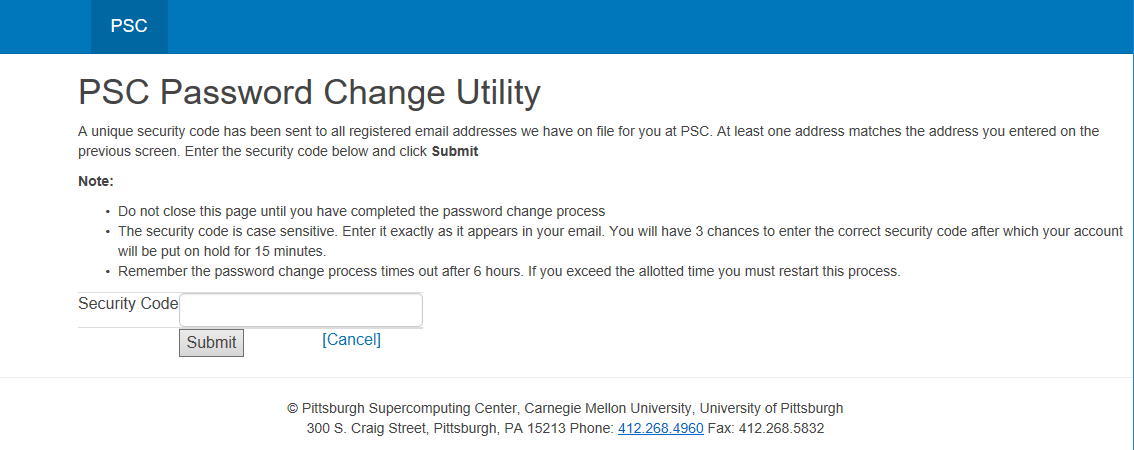 PSC
PSC Password Change Utility
A unique security code has been sent to all registered email addresses we have on file for you at PSC. At least one address matches the address you entered on the
previous screen. Enter the security code below and click Submit
Note:
• Do not close this page until you have completed the password change process
• The security code is case sensitive. Enter it exactly as it appears in your email. You will have 3 chances to enter the correct security code after which your account
will be put on hold for 15 minutes.
• Remember the password change process times out after 6 hours. If you exceed the allotted time you must restart this process.
Security Code
Submit [Cancel]
© Pittsburgh Supercomputing Center, Carnegie Mellon University, University of Pittsburgh
300 S. Craig Street, Pittsburgh, PA 15213 Phone: 412.268.4960 Fax: 412.268.5832